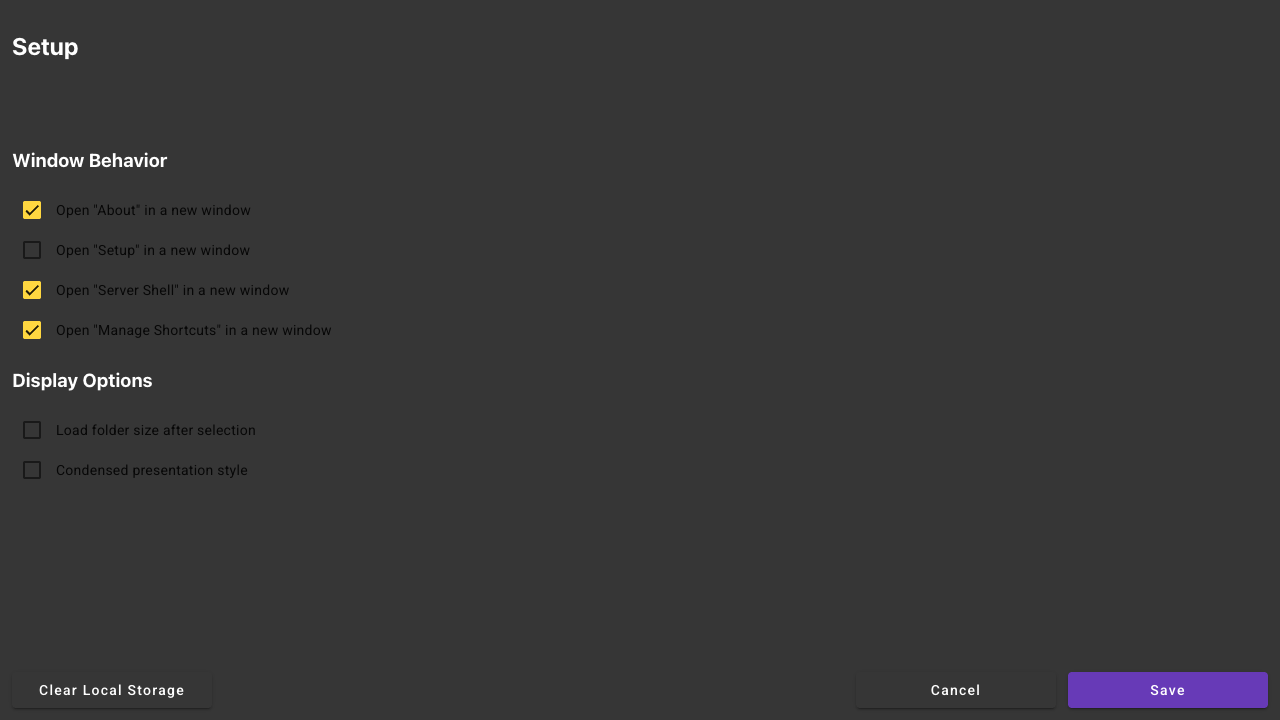 Setup
Window Behavior
Open "About" in a new window
Open "Setup" in a new window
Open "Server Shell" in a new window
Open "Manage Shortcuts" in a new window
Display Options
Load folder size after selection
Condensed presentation style
Clear Local Storage
Cancel
Save